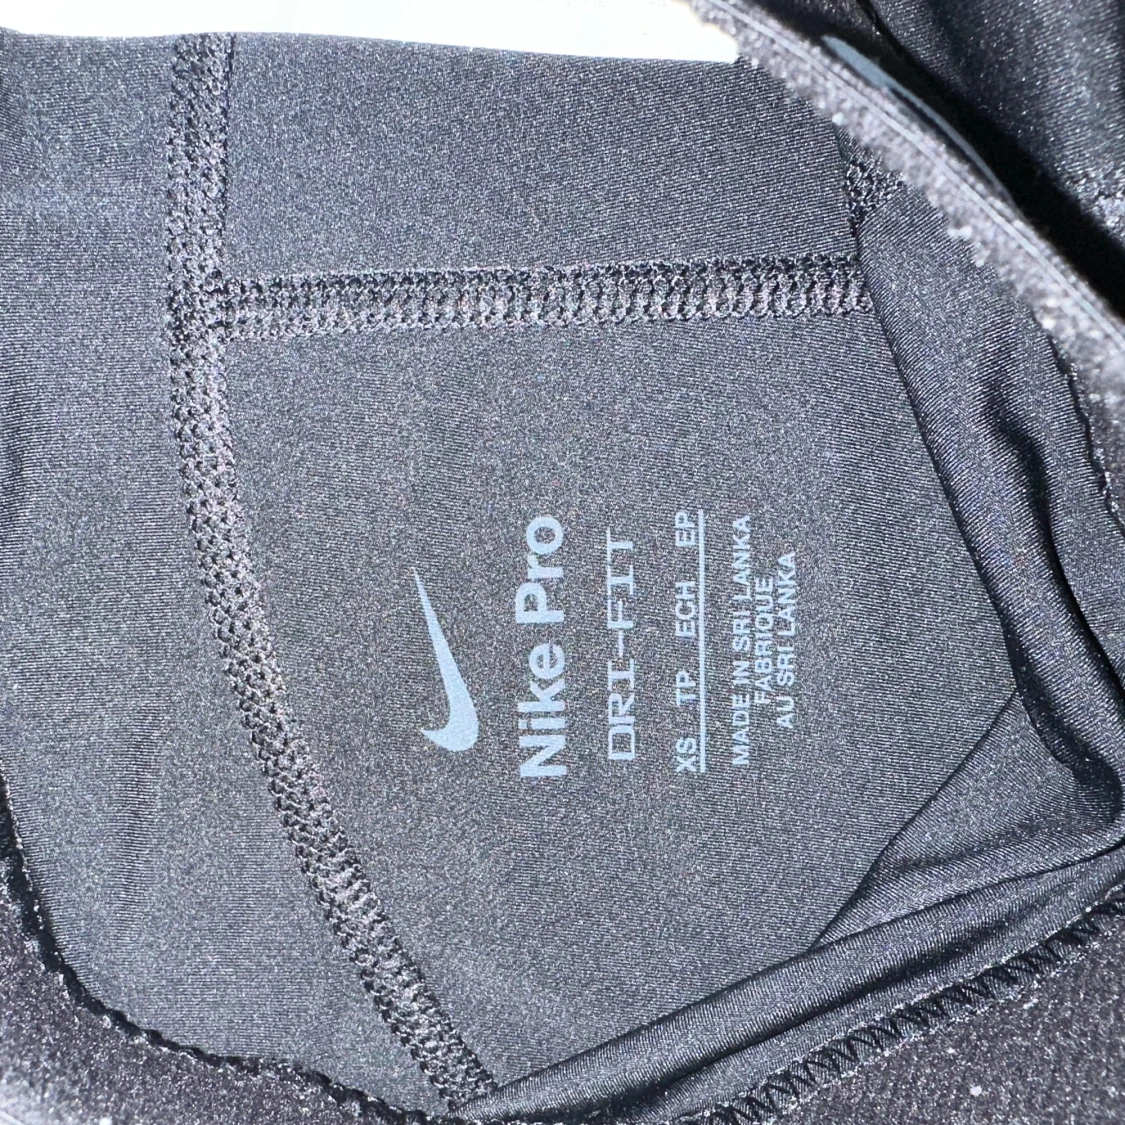 Nike Pro
DRI-FIT
XS TP ECH EP
MADE IN SRI LANKA
FABRIQUE
AU SRI LANKA